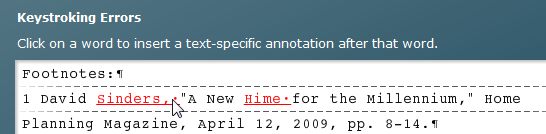 Keystroking Errors
Click on a word to insert a text-specific annotation after that word.
Footnotes:¶
1 David Sinders,·"A New Hime·for the Millennium," Home
Planning Magazine, April 12, 2009, pp. 8-14.¶